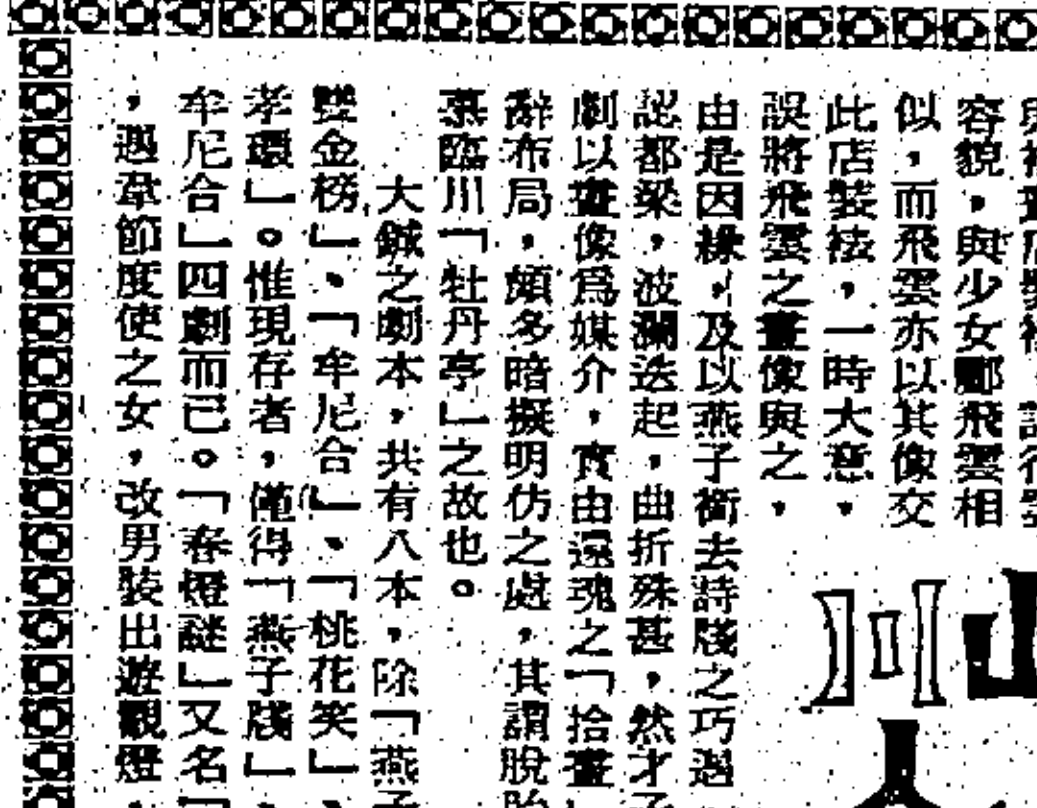 容貌，與少女酈飛雲相
似，而飛雲亦以其像交
此店裝裱，一時大意，
誤將飛雲之畫像與之，
由是因緣，及以燕子銜去詩牋之巧遇
認都梁，波瀾迭起，曲折殊甚，然才子
劇以畫像爲媒介，實由還魂之「拾畫」
辭布局，頗多暗擬明仿之處，其謂脫胎
慕臨川「牡丹亭」之故也。
大鋮之劇本，共有八本，除「燕子
雙金榜」、「牟尼合」、「桃花笑」、
孝環」。惟現存者，僅得「燕子牋」、
牟尼合」四劇而已。「春燈謎」又名「
，遇韋節度使之女，改男裝出遊觀燈，
川